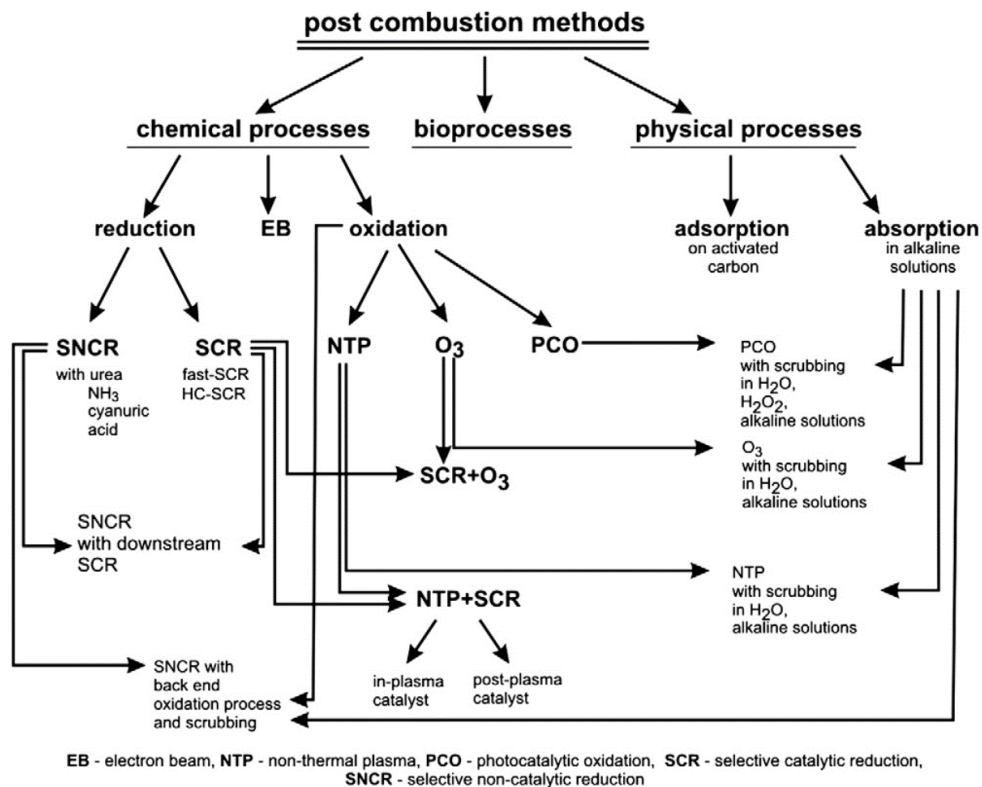 post combustion methods
chemical processes
bioprocesses
physical processes
reduction
EB
oxidation
adsorption
on activated
carbon
absorption
in alkaline
solutions
SNCR
with urea
NH3
cyanuric
acid
SCR
fast-SCR
HC-SCR
NTP
O3
PCO
PCO
with scrubbing
in H2O,
H2O2,
alkaline solutions
O3
with scrubbing
in H2O,
alkaline solutions
SCR+O3
SNCR
with downstream
SCR
NTP
with scrubbing
in H2O,
alkaline solutions
NTP+SCR
in-plasma
catalyst
post-plasma
catalyst
SNCR with
back end
oxidation process
and scrubbing
EB - electron beam, NTP - non-thermal plasma, PCO - photocatalytic oxidation, SCR - selective catalytic reduction,
SNCR - selective non-catalytic reduction